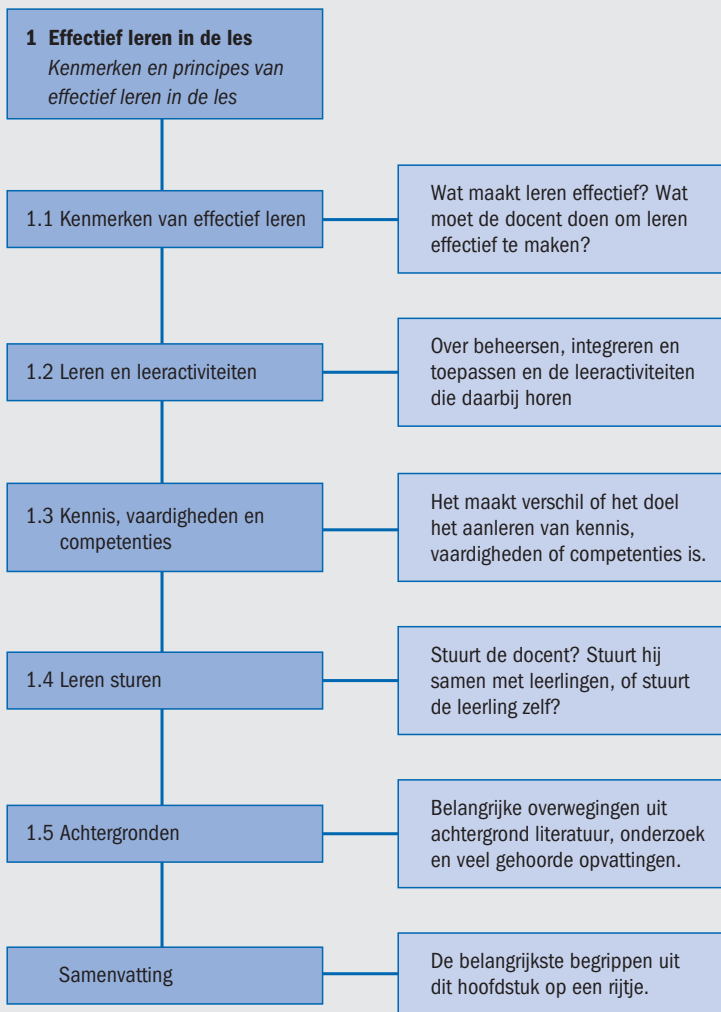 1 Effectief leren in de les
Kenmerken en principes van
effectief leren in de les
1.1 Kenmerken van effectief leren
Wat maakt leren effectief? Wat
moet de docent doen om leren
effectief te maken?
1.2 Leren en leeractiviteiten
Over beheersen, integreren en
toepassen en de leeractiviteiten
die daarbij horen
1.3 Kennis, vaardigheden en
competenties
Het maakt verschil of het doel
het aanleren van kennis,
vaardigheden of competenties is.
1.4 Leren sturen
Stuurt de docent? Stuurt hij
samen met leerlingen, of stuurt
de leerling zelf?
1.5 Achtergronden
Belangrijke overwegingen uit
achtergrond literatuur, onderzoek
en veel gehoorde opvattingen.
Samenvatting
De belangrijkste begrippen uit
dit hoofdstuk op een rijtje.